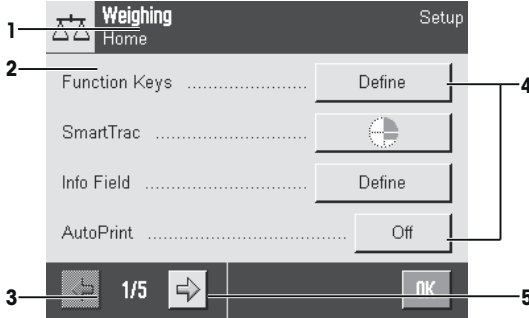 Weighing
Setup
1
Home
2
Function Keys ........................ Define
4
SmartTrac ................................
Info Field ................................ Define
AutoPrint ........................................ Off
3
1/5
OK
5